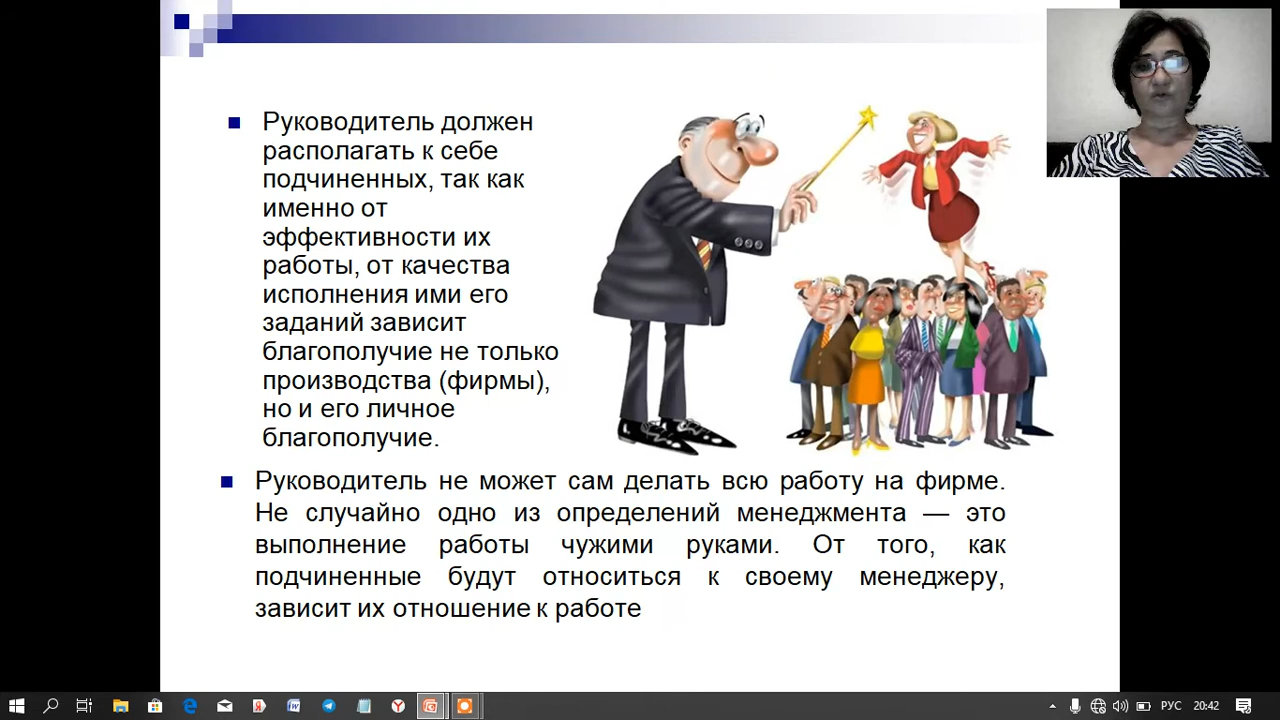 Руководитель должен
располагать к себе
подчиненных, так как
именно от
эффективности их
работы, от качества
исполнения ими его
заданий зависит
благополучие не только
производства (фирмы),
но и его личное
благополучие.
Руководитель не может сам делать всю работу на фирме.
Не случайно одно из определений менеджмента — это
выполнение работы чужими руками. От того, как
подчиненные будут относиться к своему менеджеру,
зависит их отношение к работе
РУС 20:42